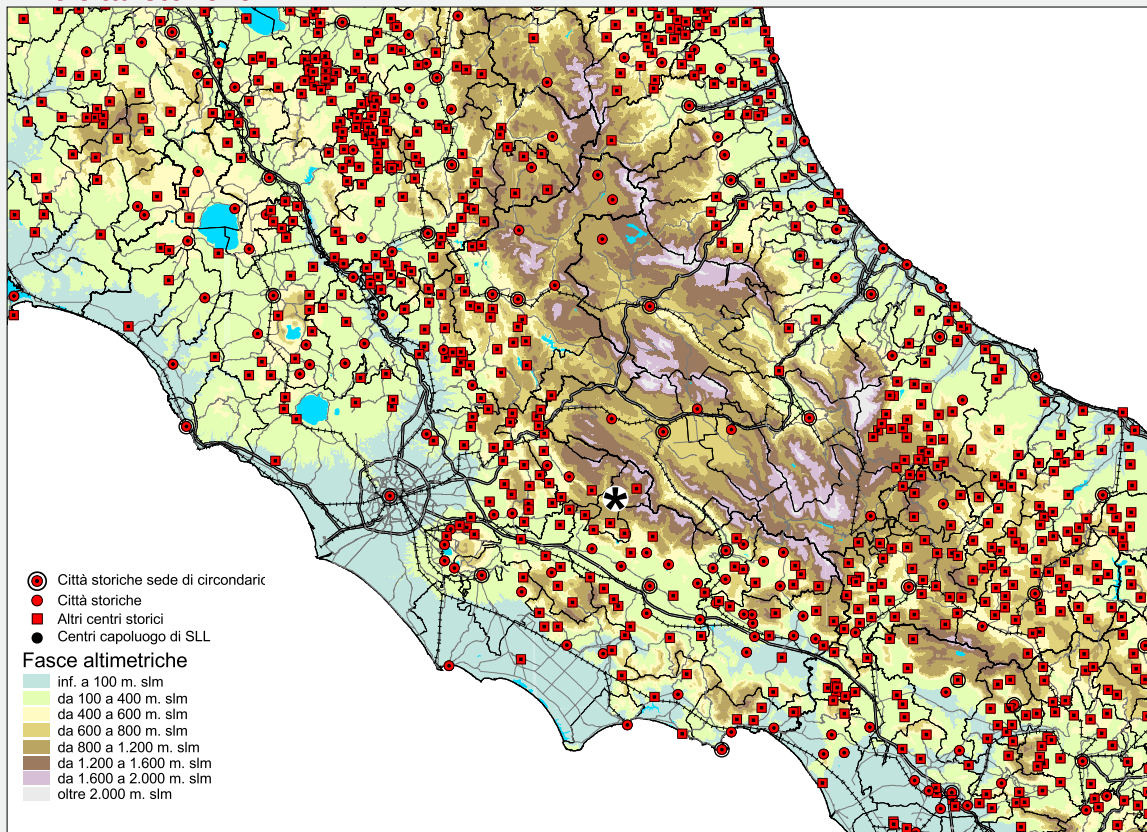 Città storiche sede di circondaric
Città storiche
Altri centri storici
Centri capoluogo di SLL
Fasce altimetriche
inf. a 100 m. slm
da 100 a 400 m. slm
da 400 a 600 m. slm
da 600 a 800 m. slm
da 800 a 1.200 m. slm
da 1.200 a 1.600 m. slm
da 1.600 a 2.000 m. slm
oltre 2.000 m. slm
*